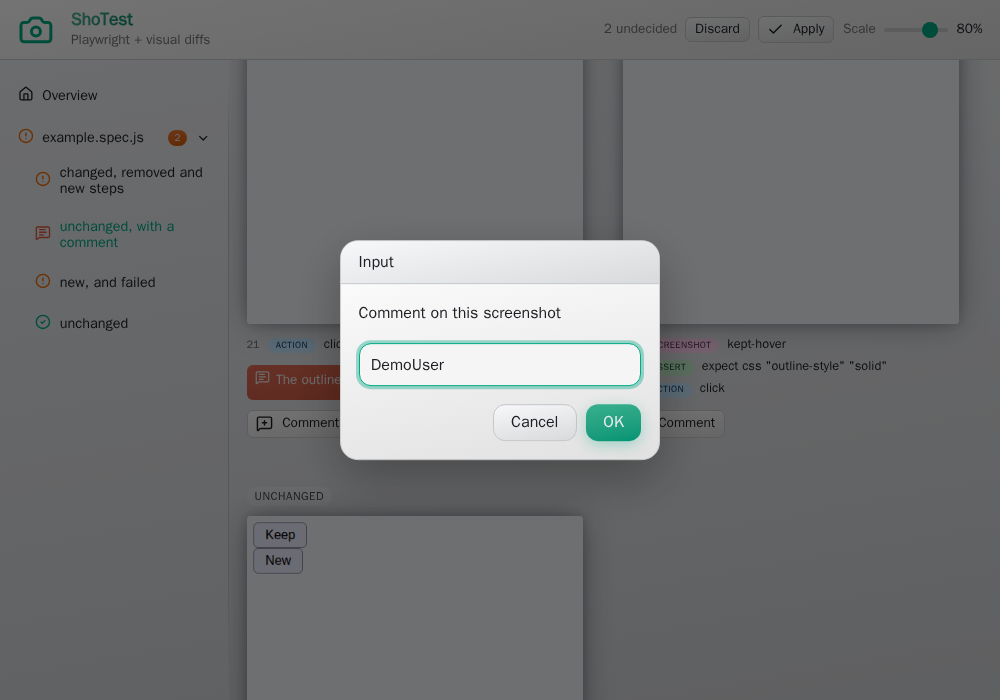 ShoTest
Playwright + visual diffs
2 undecided
Discard
Apply
Scale
80%
Overview
example.spec.js
2
changed, removed and
new steps
unchanged, with a
comment
new, and failed
unchanged
Input
Comment on this screenshot
DemoUser
Cancel
OK
21
ACTION
The outline
Comment
kept-hover
expect css "outline-style" "solid"
click
Comment
UNCHANGED
Keep
New